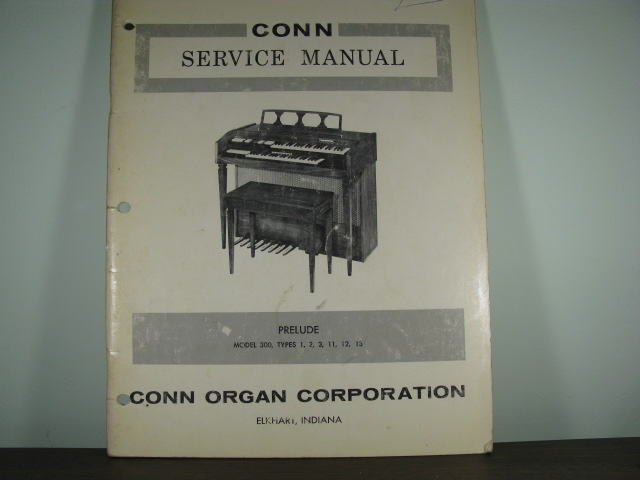 CONN
SERVICE MANUAL
PRELUDE
MODEL 300, TYPES 1, 2, 3, 11, 12, 13
CONN ORGAN CORPORATION
ELKHART, INDIANA